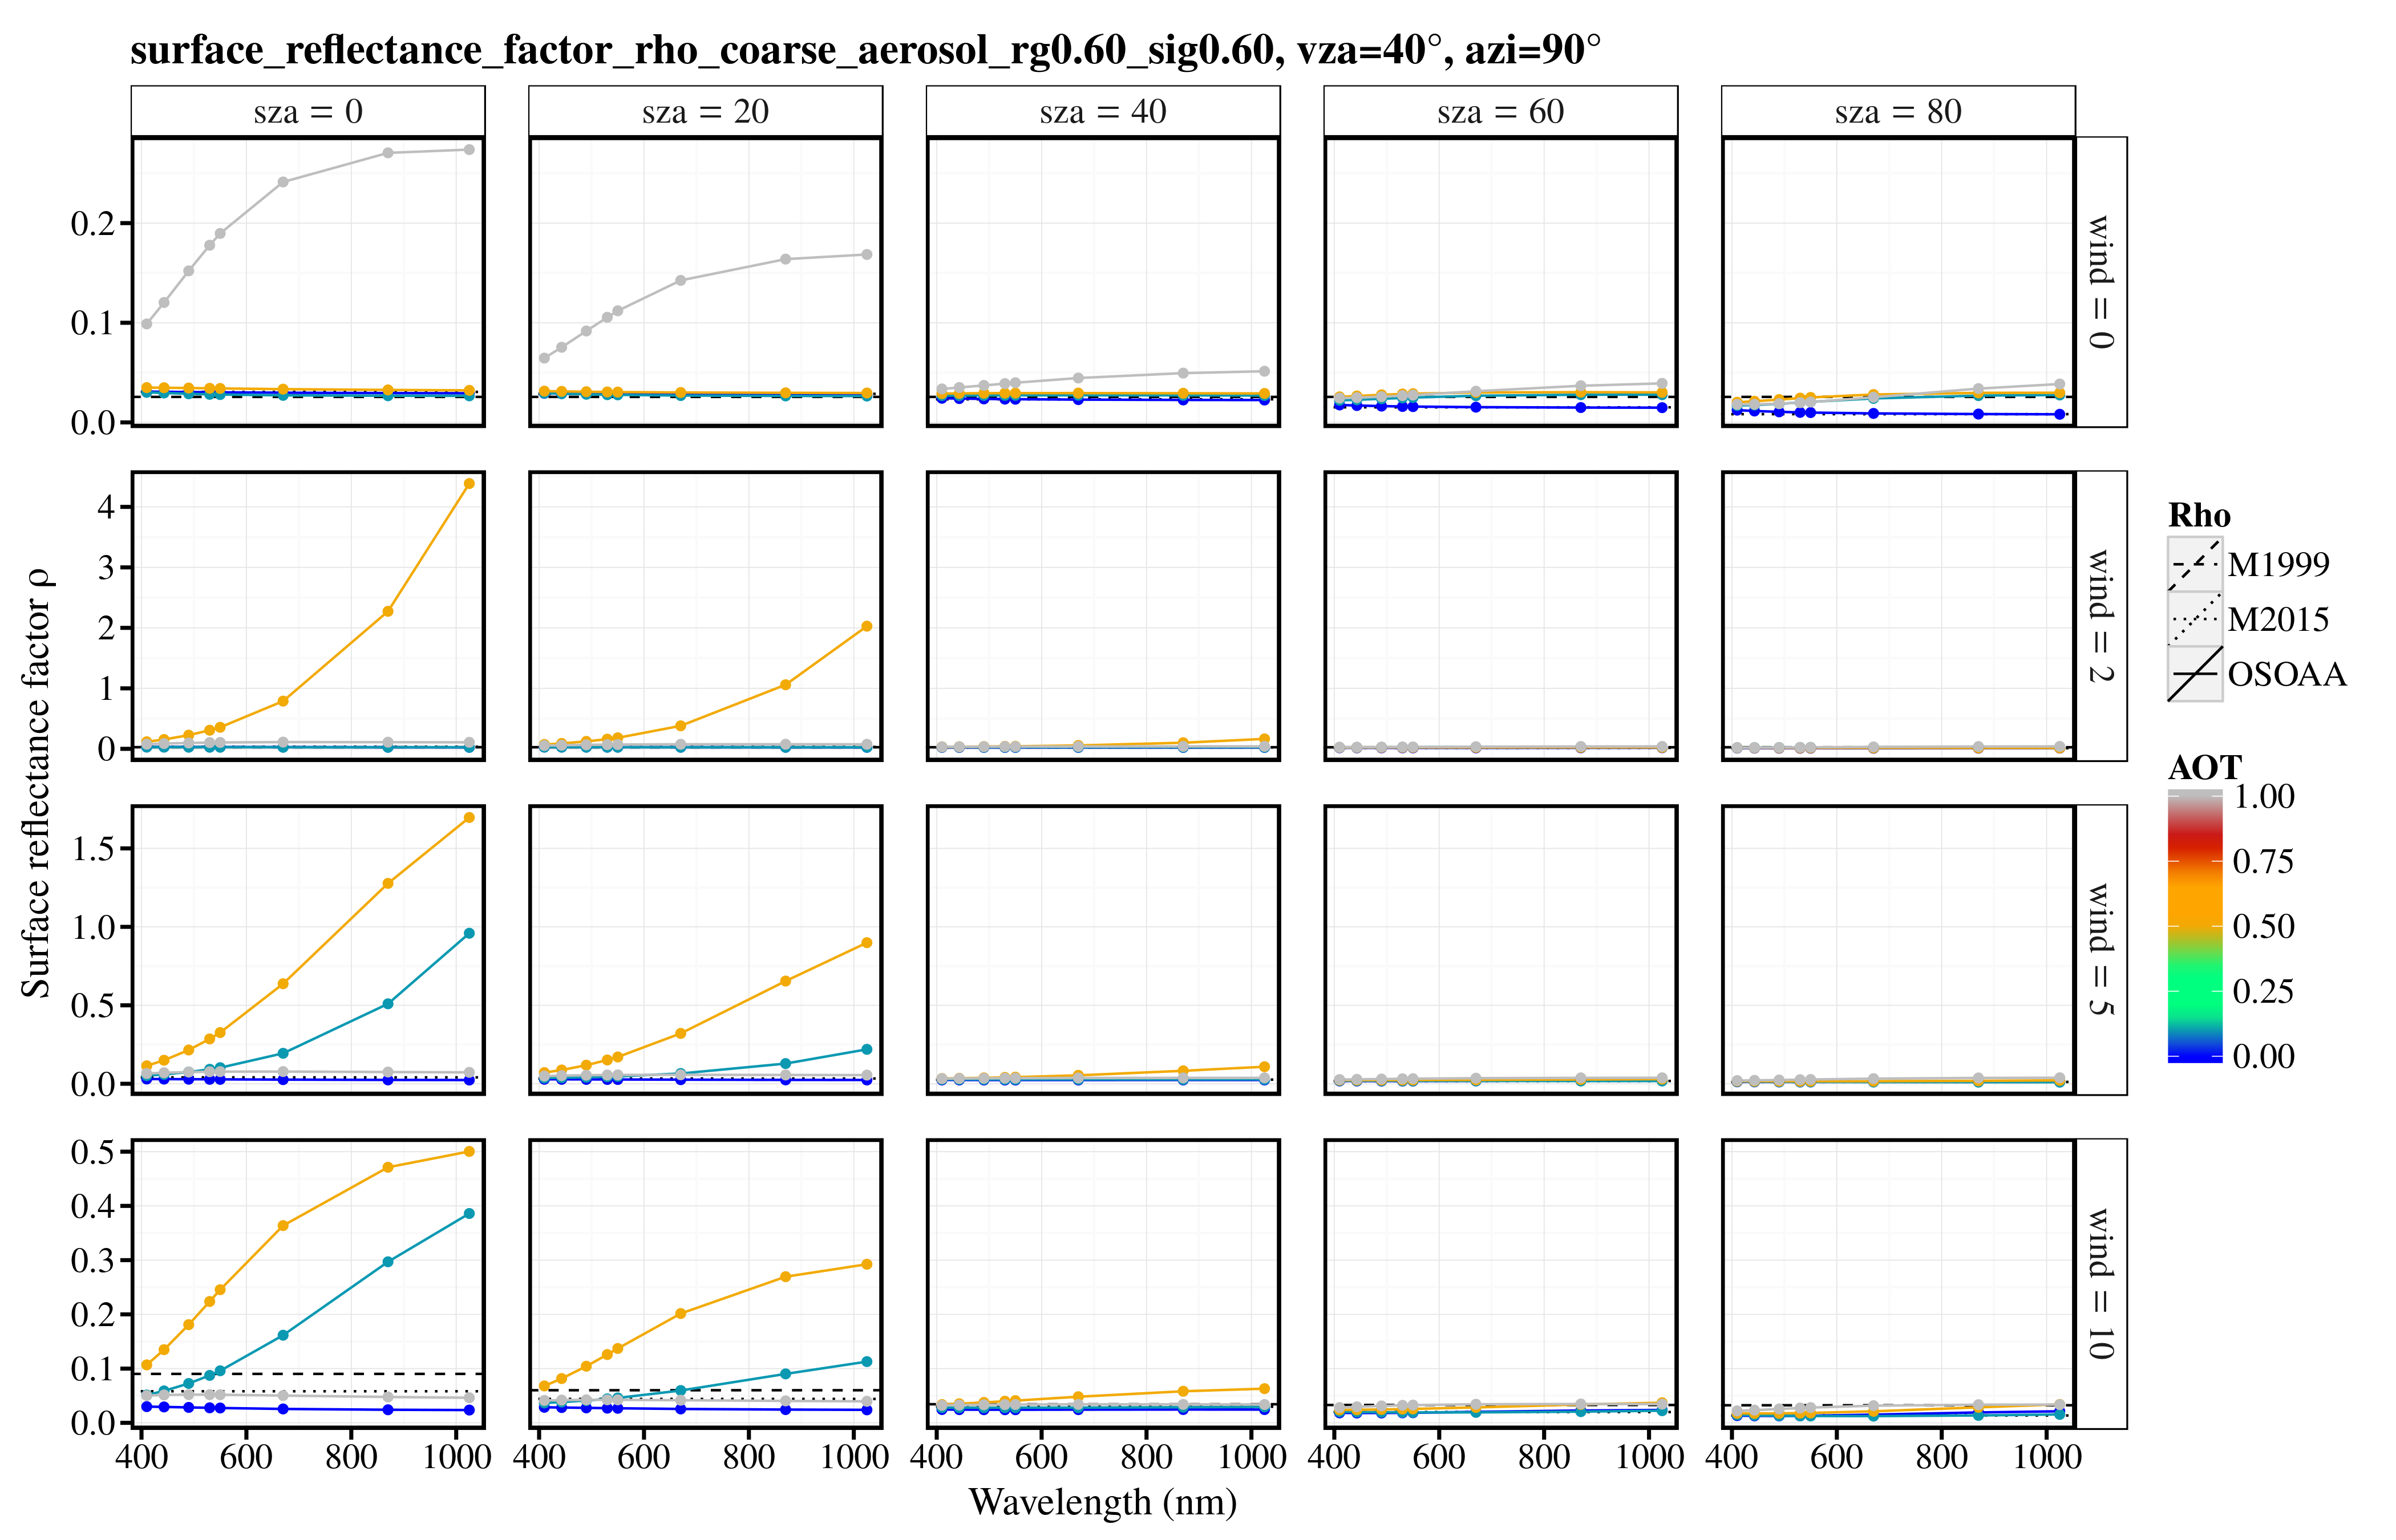 surface_reflectance_factor_rho_coarse_aerosol_rg0.60_sig0.60, vza=40°, azi=90°
sza = 0
sza = 20
sza = 40
sza = 60
sza = 80
0.2
0.1
0.0
wind = 0
4
3
2
1
0
wind = 2
1.5
1.0
0.5
0.0
wind = 5
0.5
0.4
0.3
0.2
0.1
0.0
wind = 10
400 600 800 1000
400 600 800 1000
400 600 800 1000
400 600 800 1000
400 600 800 1000
Wavelength (nm)
Surface reflectance factor ρ
Rho
M1999
M2015
OSOAA
AOT
1.00
0.75
0.50
0.25
0.00